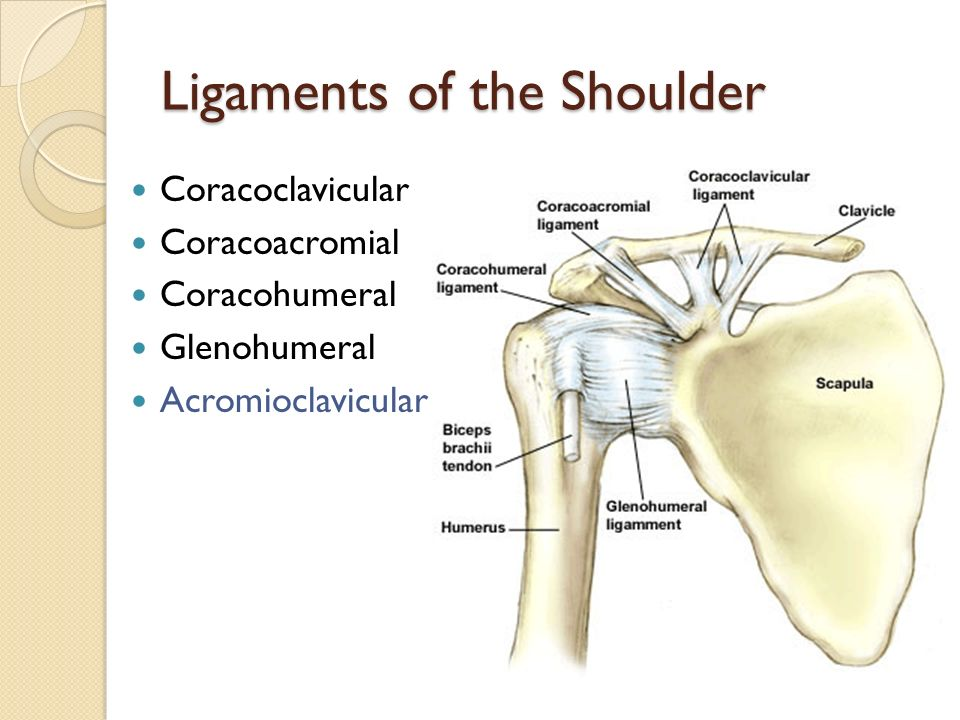 Ligaments of the Shoulder
Coracoclavicular
Coracoacromial
Coracohumeral
Glenohumeral
Acromioclavicular
Coracoclavicular
ligament
Coracoacromial
ligament
Clavicle
Coracohumeral
ligament
Scapula
Biceps
brachii
tendon
Glenohumeral
ligamment
Humerus